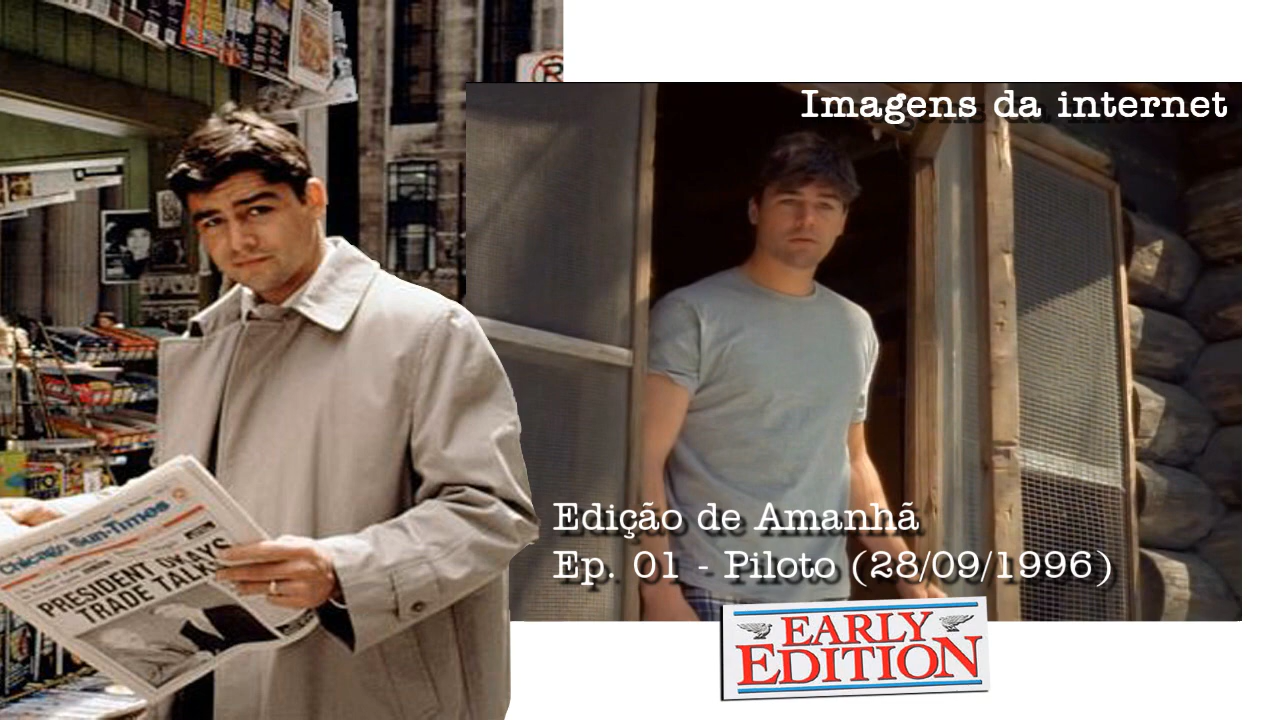 Imagens da internet
Chicago Sun-Times
PRESIDENT OKAYS
TRADE TALKS
Edição de Amanhã
Ep. 01 - Piloto (28/09/1996)
EARLY
EDITION